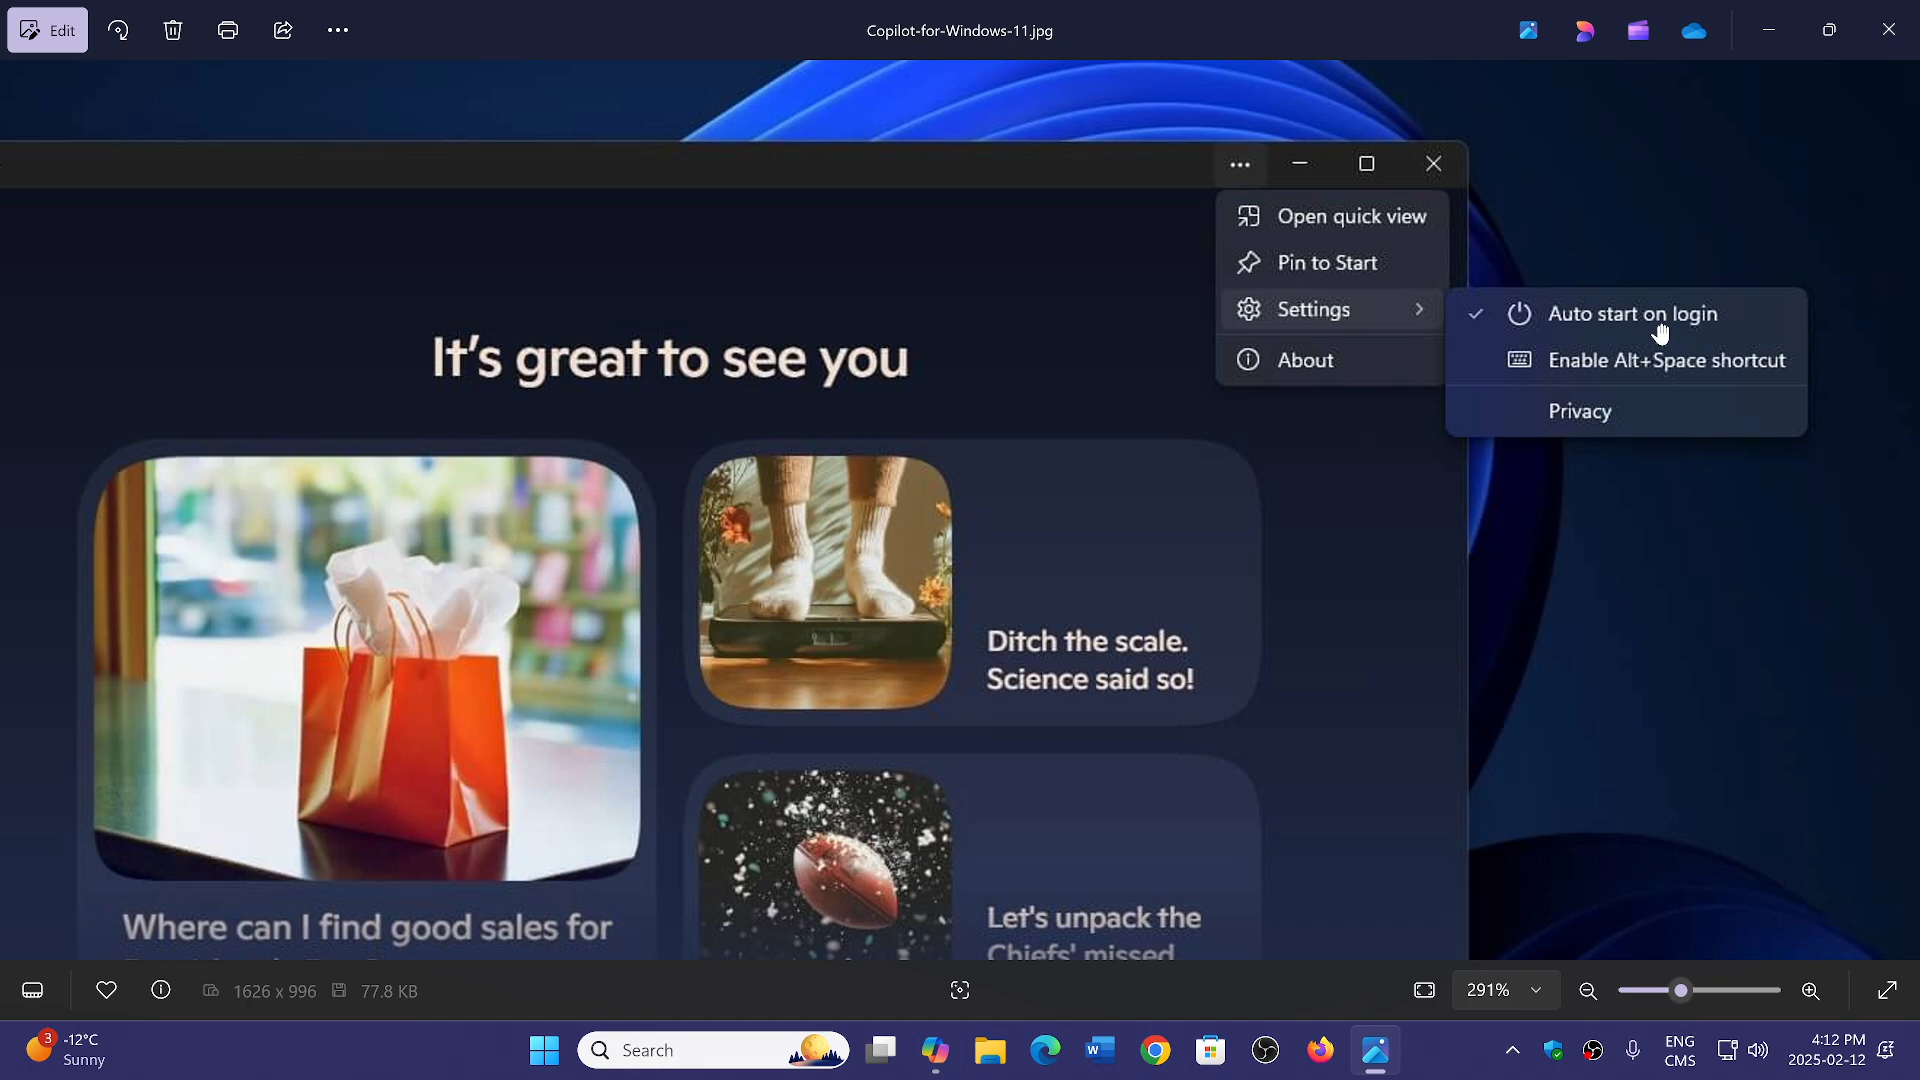 Edit
Copilot-for-Windows-11.jpg
Open quick view
Pin to Start
Settings
About
Auto start on login
Enable Alt+Space shortcut
Privacy
It's great to see you
Ditch the scale.
Science said so!
Where can I find good sales for
Let's unpack the
Chiefs' missed
1626 x 996
77.8 KB
291%
3
-12°C
Sunny
Search
W
ENG
CMS
4:12 PM
2025-02-12